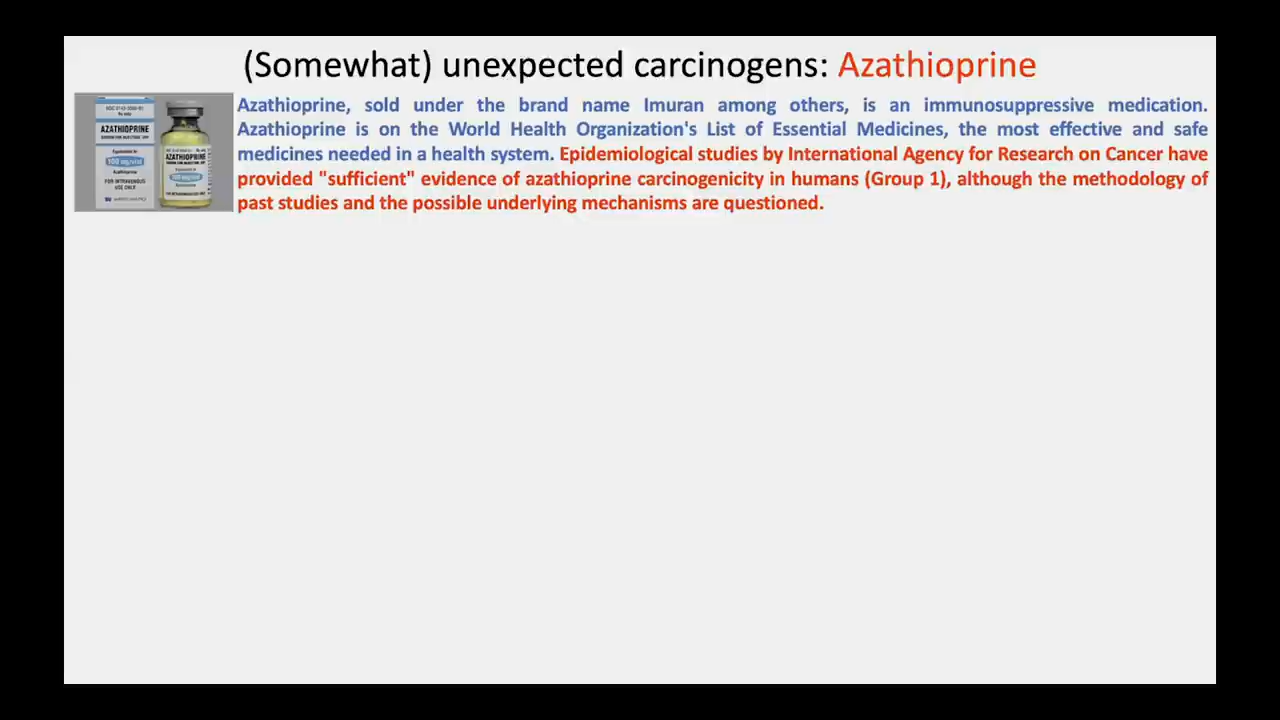 (Somewhat) unexpected carcinogens: Azathioprine
Azathioprine, sold under the brand name Imuran among others, is an immunosuppressive medication.
Azathioprine is on the World Health Organization's List of Essential Medicines, the most effective and safe
medicines needed in a health system. Epidemiological studies by International Agency for Research on Cancer have
provided "sufficient" evidence of azathioprine carcinogenicity in humans (Group 1), although the methodology of
past studies and the possible underlying mechanisms are questioned.
AZATHIOPRINE
100 mg/vial
Azathioprine
FOR INTRAVENOUS
USE ONLY
AZATHIOPRINE